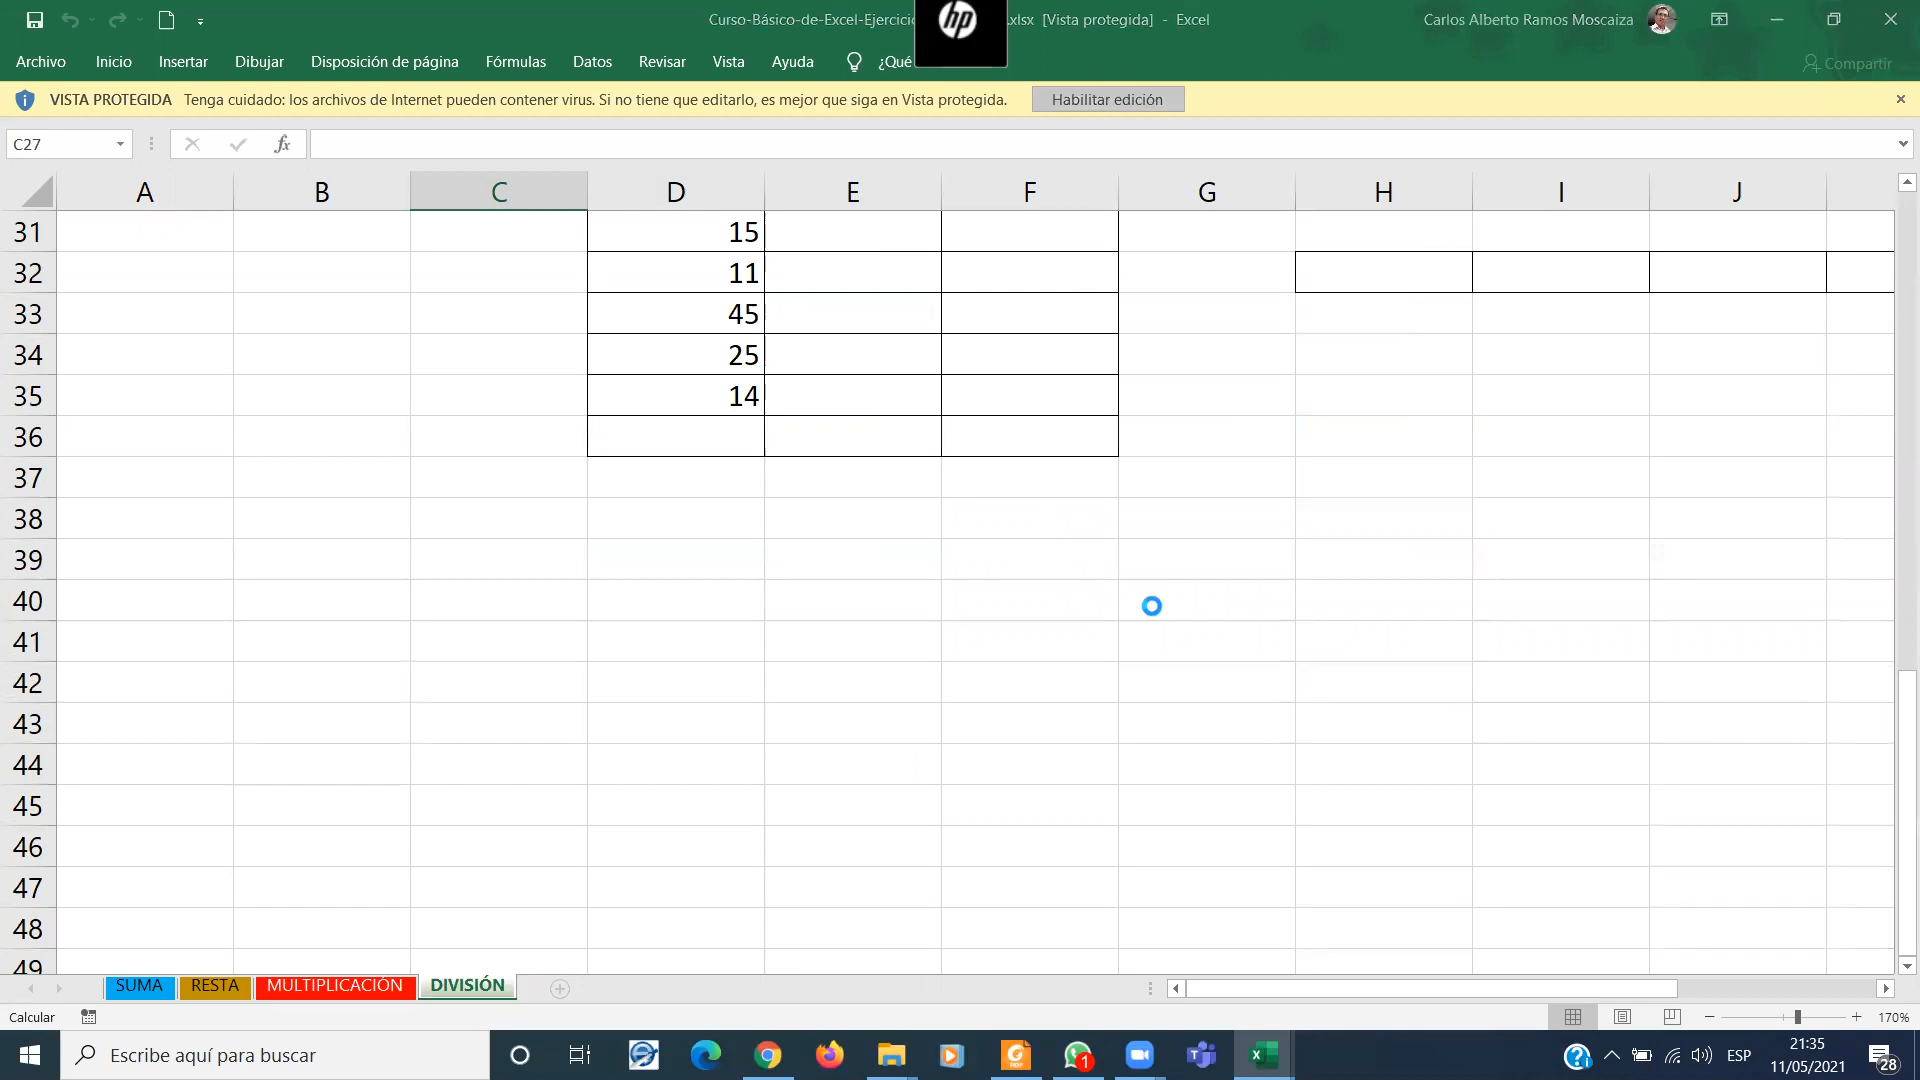 Curso-Básico-de-Excel-Ejercicio .xlsx [Vista protegida] - Excel
hp
Carlos Alberto Ramos Moscaiza
Archivo Inicio Insertar Dibujar Disposición de página Fórmulas Datos Revisar Vista Ayuda ¿Qué Compartir
VISTA PROTEGIDA Tenga cuidado: los archivos de Internet pueden contener virus. Si no tiene que editarlo, es mejor que siga en Vista protegida. Habilitar edición
C27 fx
A B C D E F G H I J
31 15
32 11
33 45
34 25
35 14
36
37
38
39
40
41
42
43
44
45
46
47
48
49
SUMA RESTA MULTIPLICACIÓN DIVISIÓN
Calcular 170%
Escribe aquí para buscar
1
ESP
21:35
11/05/2021
28